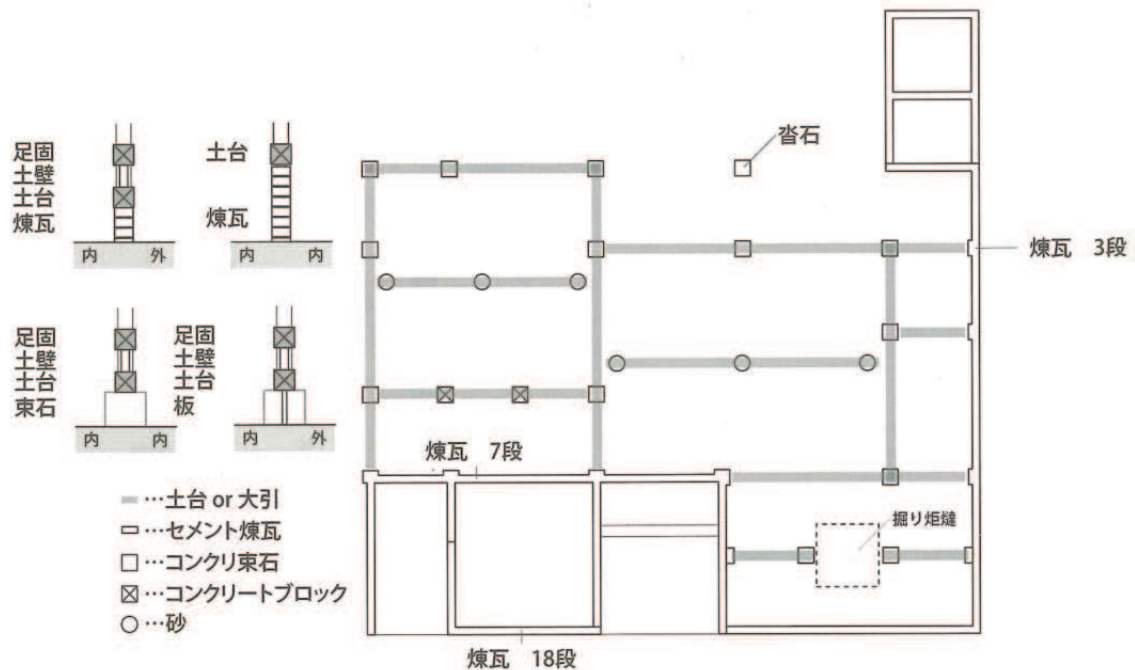 沓石
足固
土壁
土台
煉瓦
内 外
土台
煉瓦
内 内
煉瓦 3段
足固
土壁
土台
束石
内 内
足固
土壁
土台
板
内 外
煉瓦 7段
掘り炬燵
…土台 or 大引
…セメント煉瓦
…コンクリ束石
…コンクリートブロック
…砂
煉瓦 18段